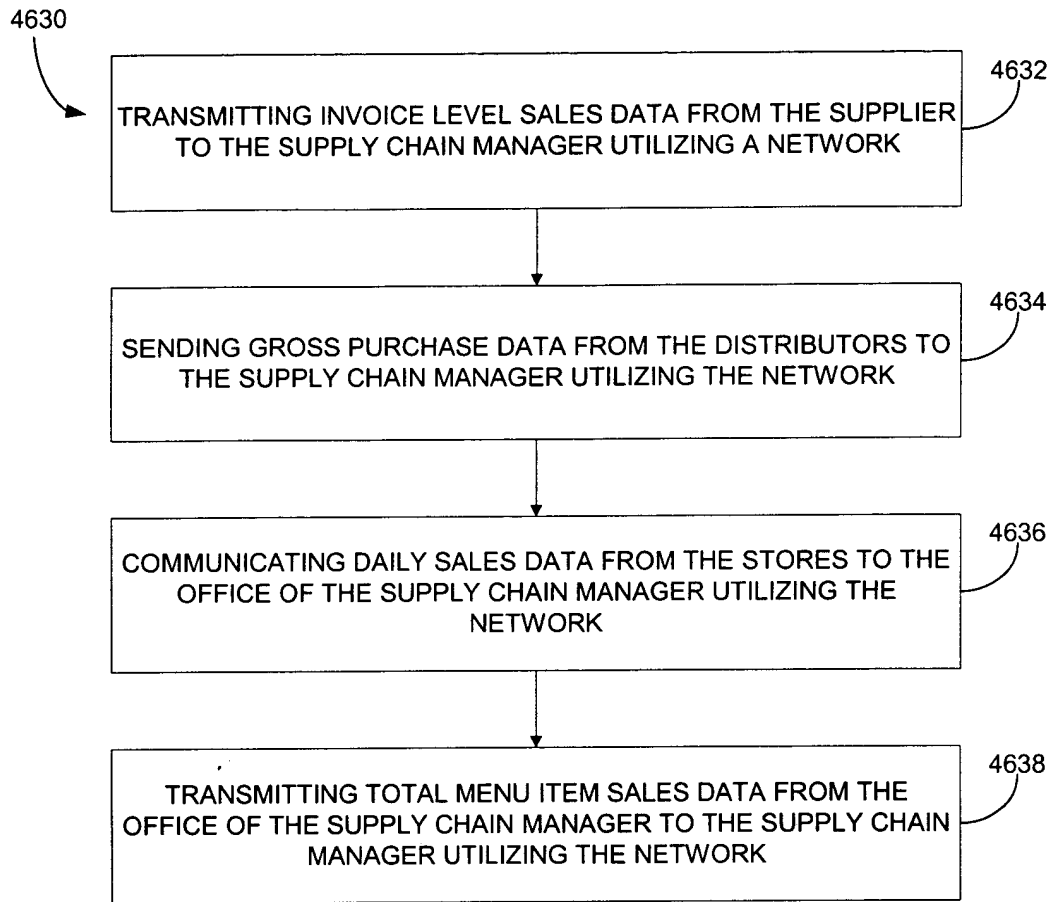 4630
4632
TRANSMITTING INVOICE LEVEL SALES DATA FROM THE SUPPLIER
TO THE SUPPLY CHAIN MANAGER UTILIZING A NETWORK
4634
SENDING GROSS PURCHASE DATA FROM THE DISTRIBUTORS TO
THE SUPPLY CHAIN MANAGER UTILIZING THE NETWORK
4636
COMMUNICATING DAILY SALES DATA FROM THE STORES TO THE
OFFICE OF THE SUPPLY CHAIN MANAGER UTILIZING THE
NETWORK
4638
TRANSMITTING TOTAL MENU ITEM SALES DATA FROM THE
OFFICE OF THE SUPPLY CHAIN MANAGER TO THE SUPPLY CHAIN
MANAGER UTILIZING THE NETWORK